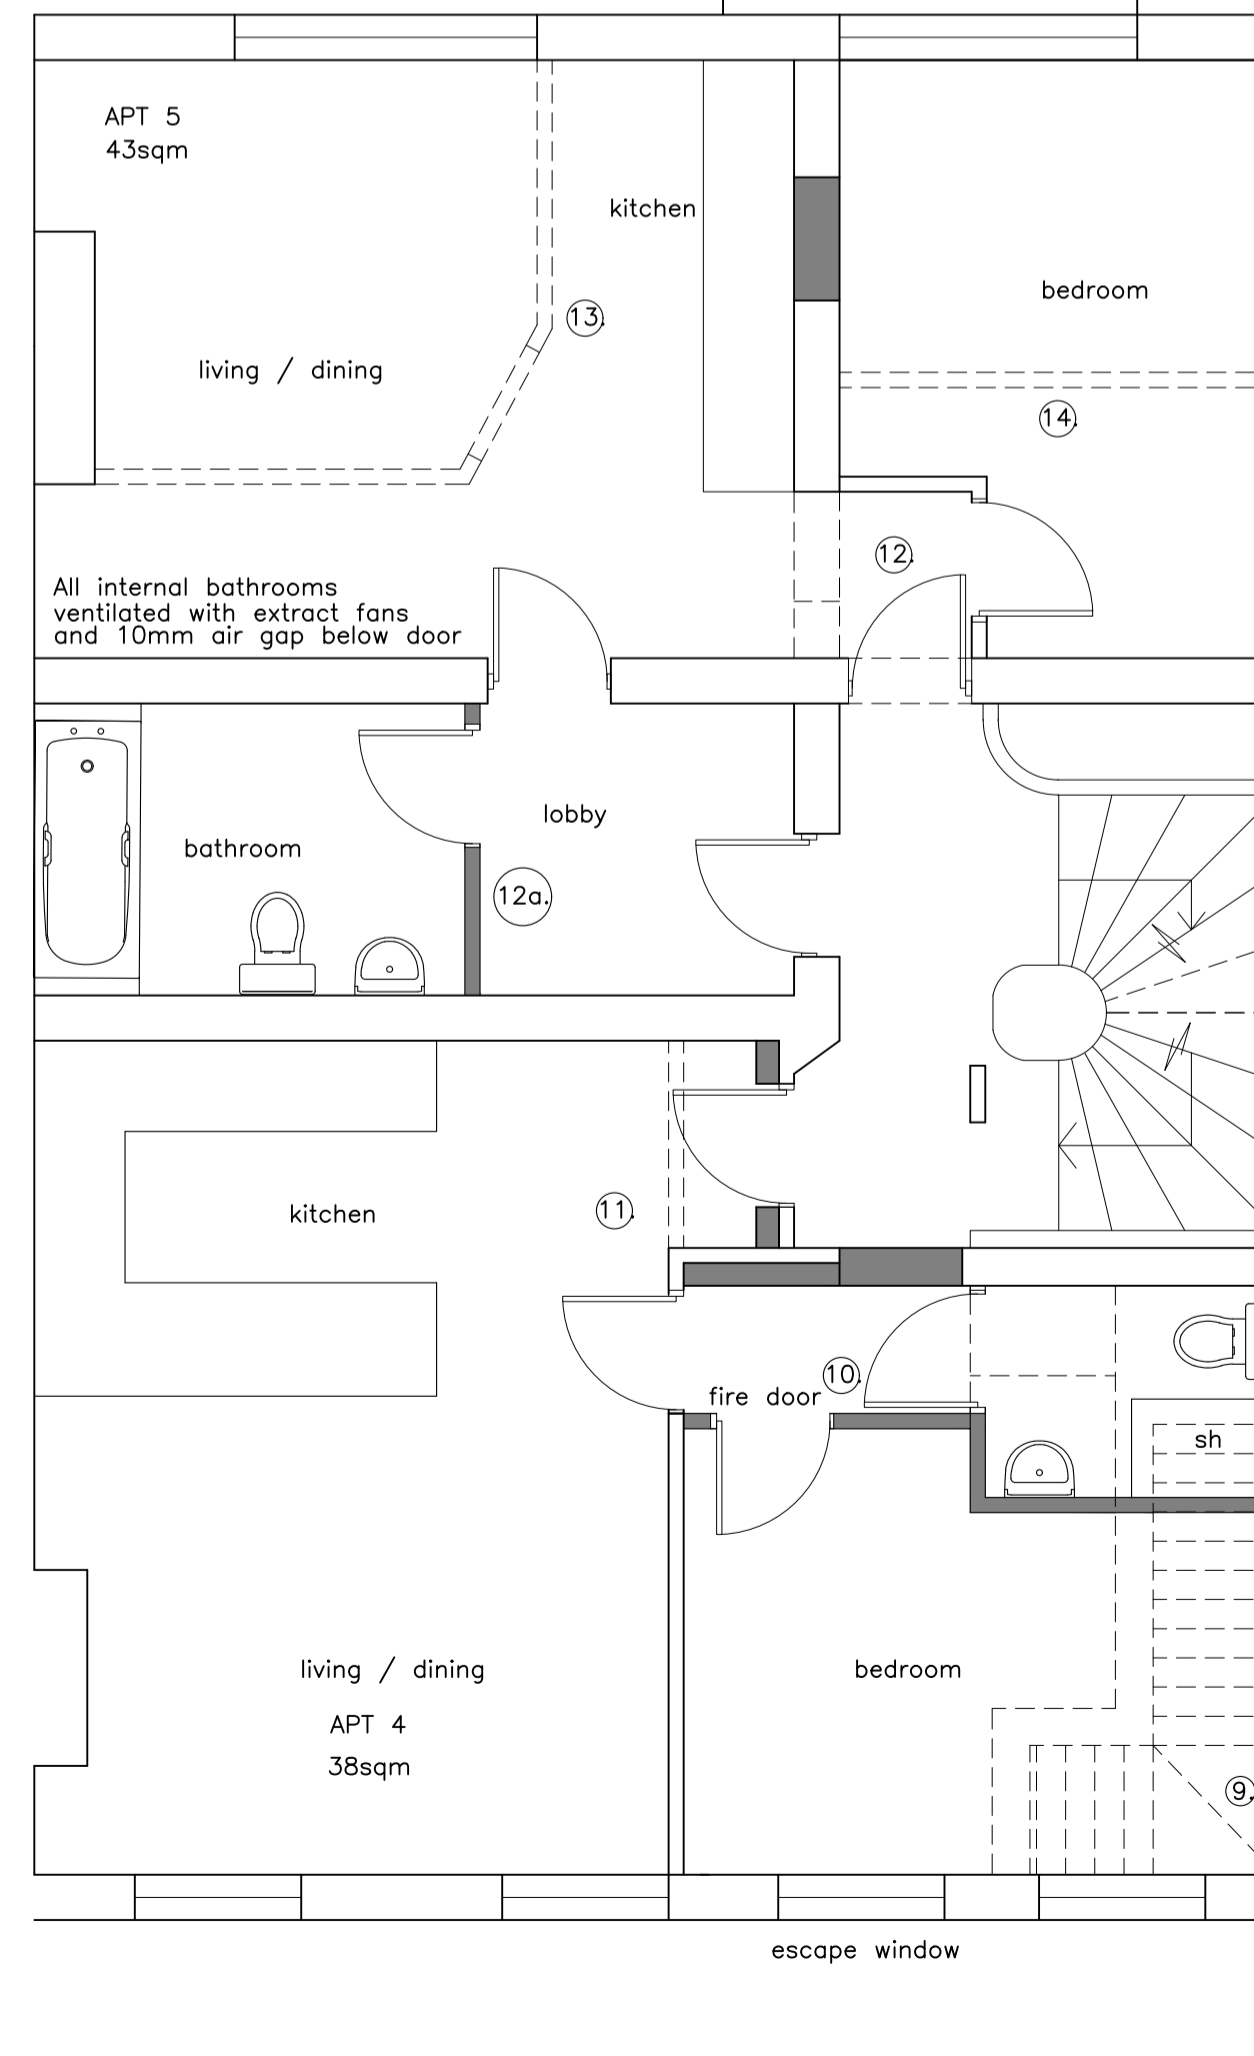 APT 5
43sqm
kitchen
bedroom
13.
living / dining
14.
12.
All internal bathrooms
ventilated with extract fans
and 10mm air gap below door
lobby
bathroom
12a.
kitchen
11.
10.
fire door
sh
living / dining
bedroom
APT 4
38sqm
9.
escape window